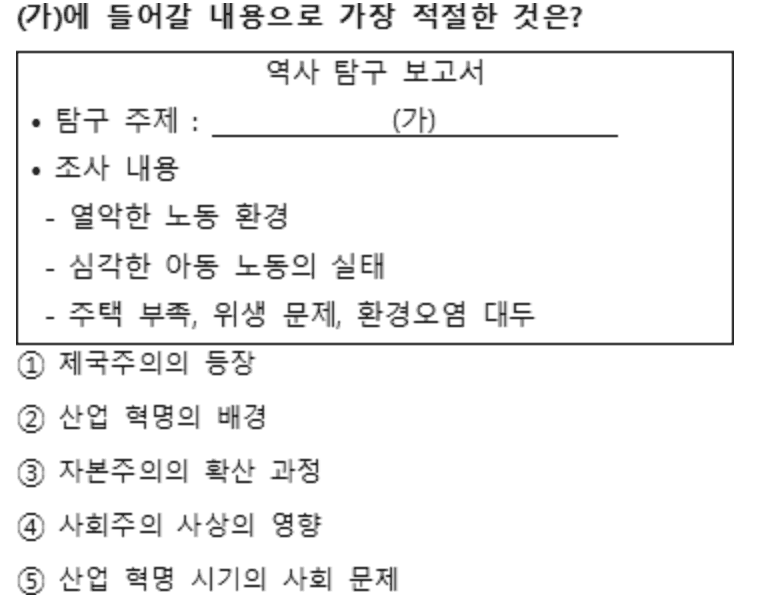 (가)에 들어갈 내용으로 가장 적절한 것은?
역사 탐구 보고서
• 탐구 주제 : (가)
• 조사 내용
- 열악한 노동 환경
- 심각한 아동 노동의 실태
- 주택 부족, 위생 문제, 환경오염 대두
① 제국주의의 등장
② 산업 혁명의 배경
③ 자본주의의 확산 과정
④ 사회주의 사상의 영향
⑤ 산업 혁명 시기의 사회 문제